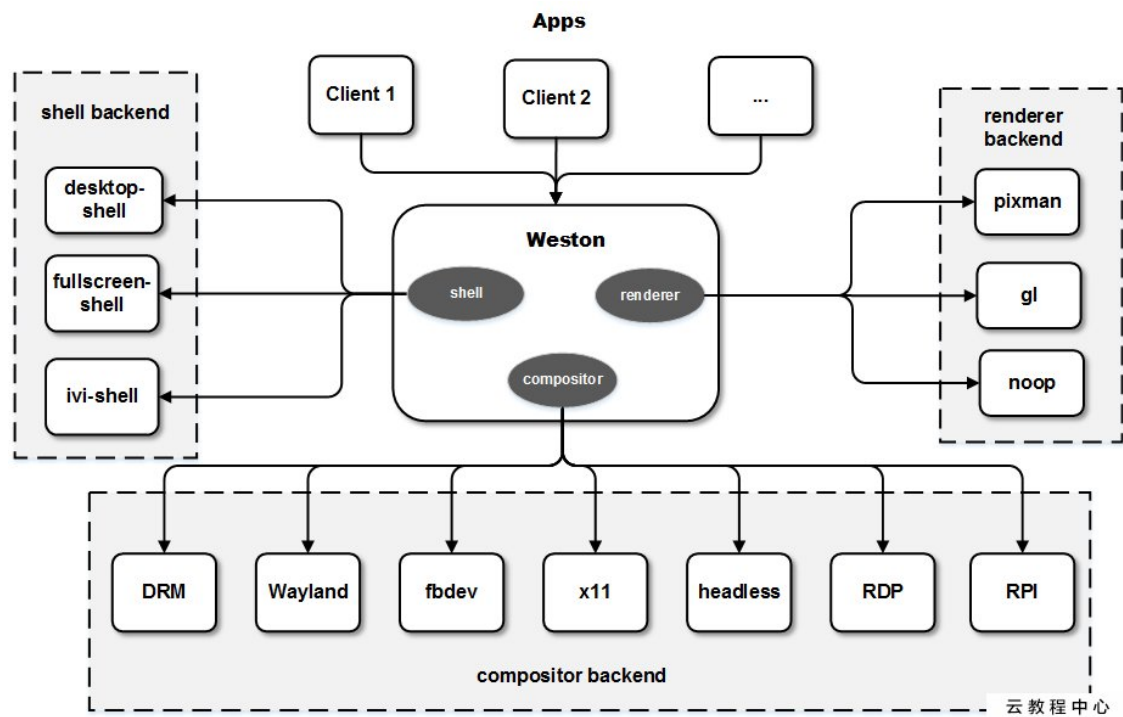 Apps
Client 1
Client 2
...
shell backend
desktop-
shell
fullscreen-
shell
ivi-shell
Weston
shell
renderer
compositor
renderer
backend
pixman
gl
noop
DRM
Wayland
fbdev
x11
headless
RDP
RPI
compositor backend
云教程中心